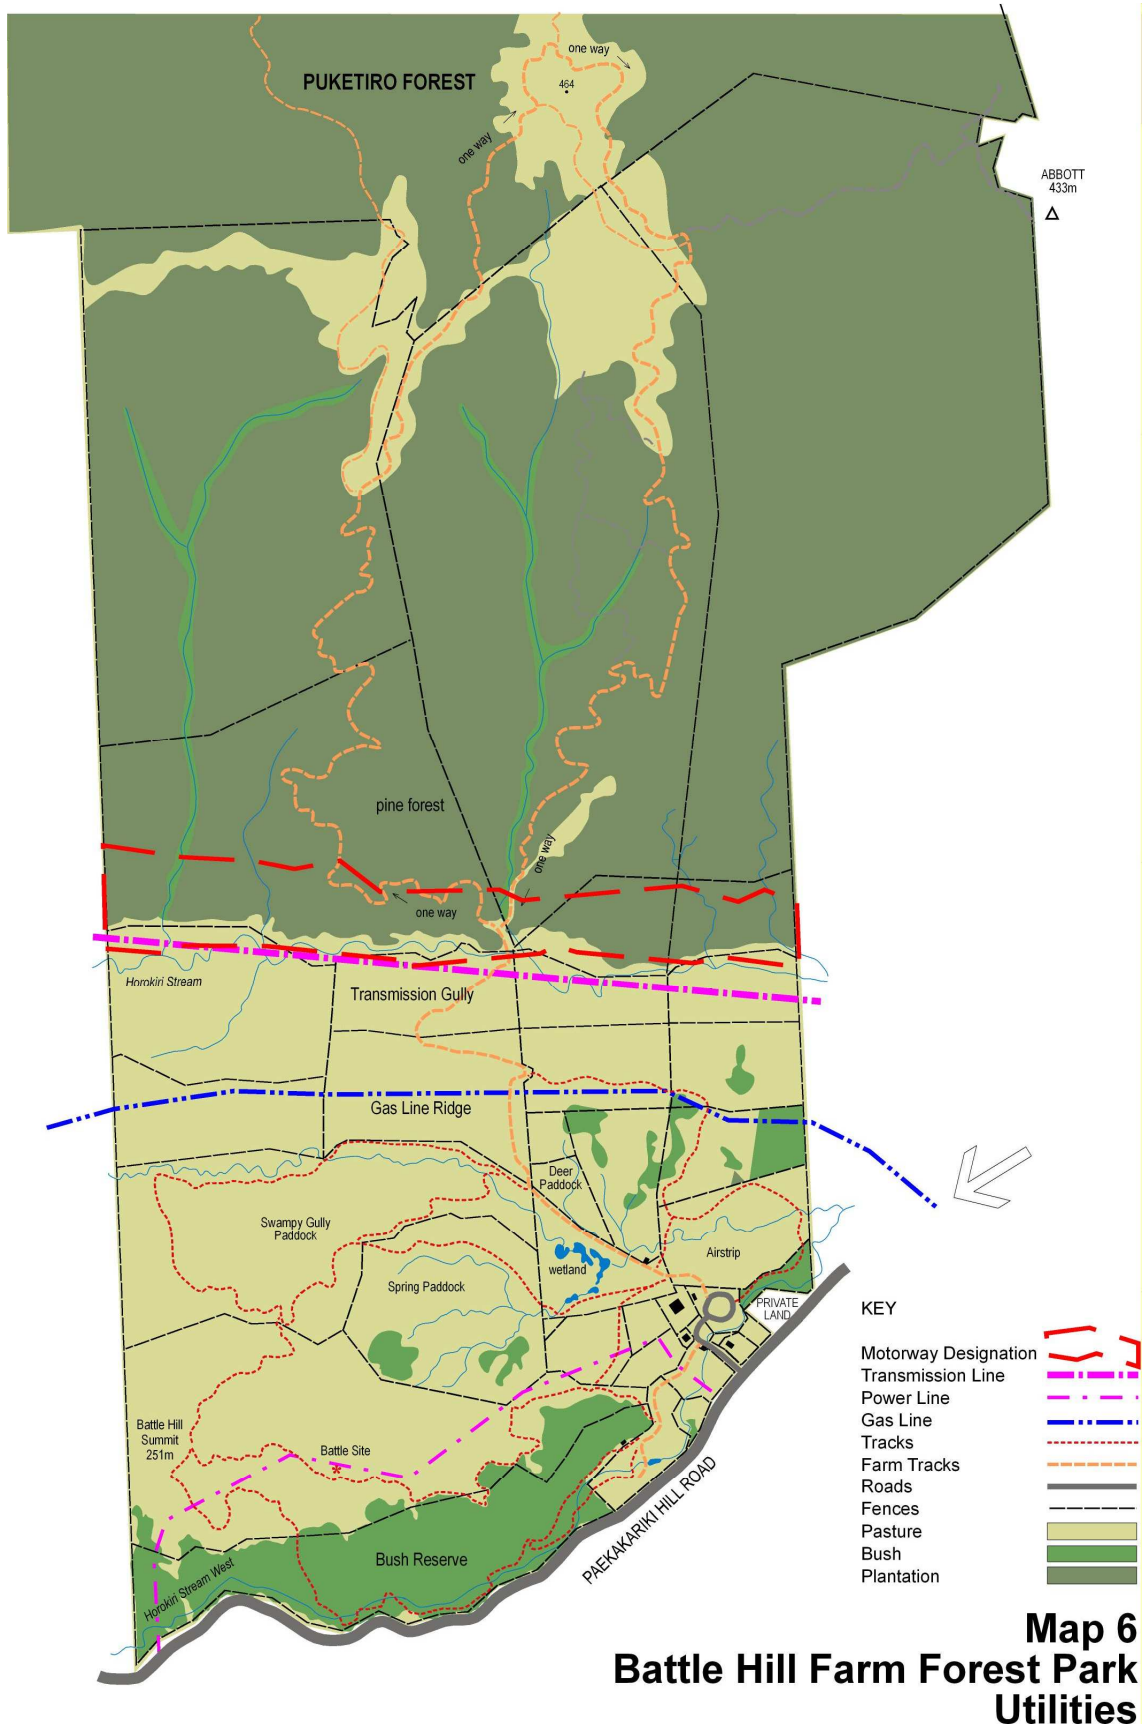 one way
PUKETIRO FOREST
464
one way
ABBOTT
433m
pine forest
one way
one way
Horokiri Stream
Transmission Gully
Gas Line Ridge
Deer
Paddock
Swampy Gully
Paddock
Airstrip
wetland
Spring Paddock
PRIVATE
LAND
Battle Hill
Summit
251m
Battle Site
*
PAEKAKARIKI HILL ROAD
Bush Reserve
Horokiri Stream West
KEY
Motorway Designation
Transmission Line
Power Line
Gas Line
Tracks
Farm Tracks
Roads
Fences
Pasture
Bush
Plantation
Map 6
Battle Hill Farm Forest Park
Utilities